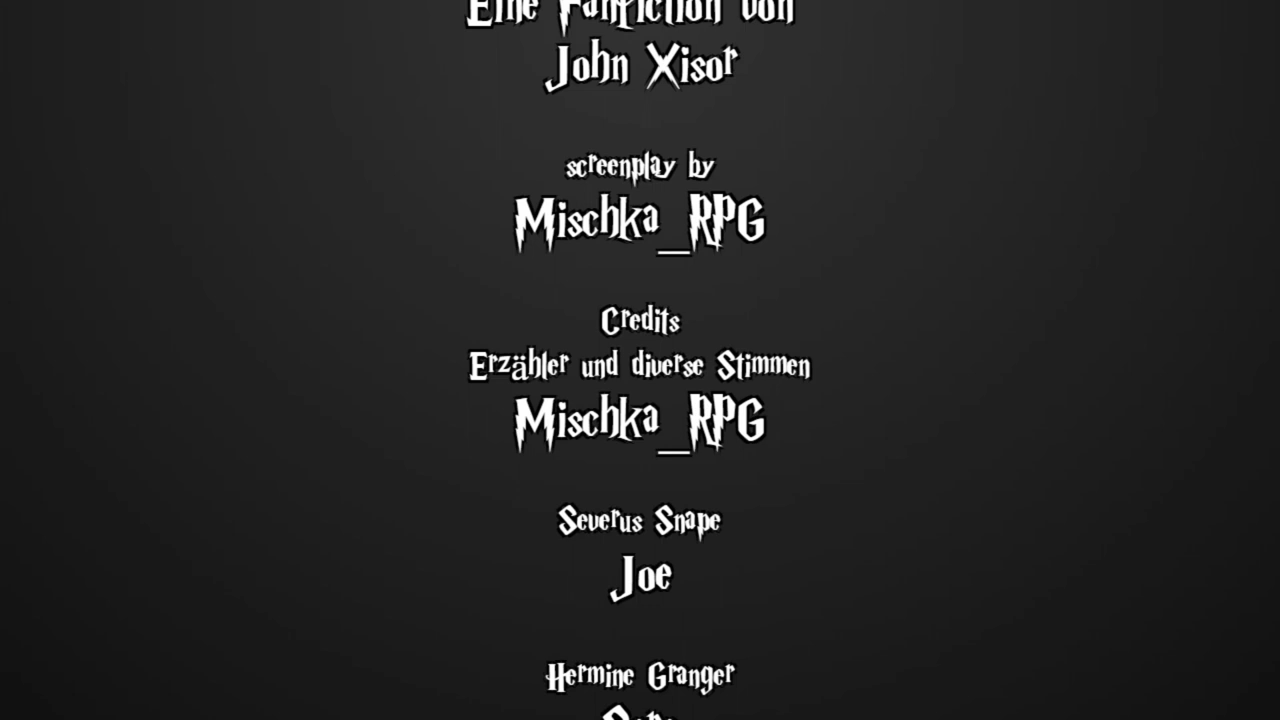 Eine Fanfiction von
John Xisor
screenplay by
Mischka_RPG
Credits
Erzähler und diverse Stimmen
Mischka_RPG
Severus Snape
Joe
Hermine Granger